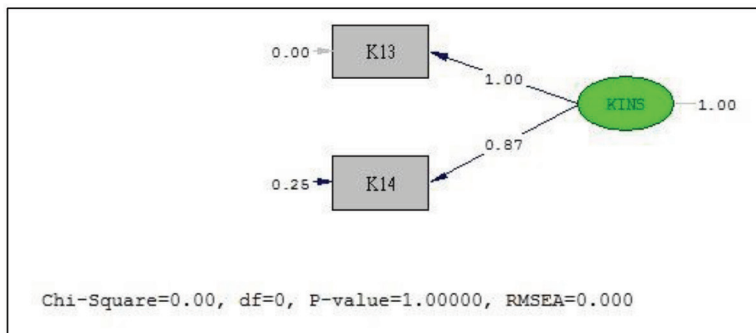 0.00 K13
1.00
KINS 1.00
0.87
0.25 K14
Chi-Square=0.00, df=0, P-value=1.00000, RMSEA=0.000